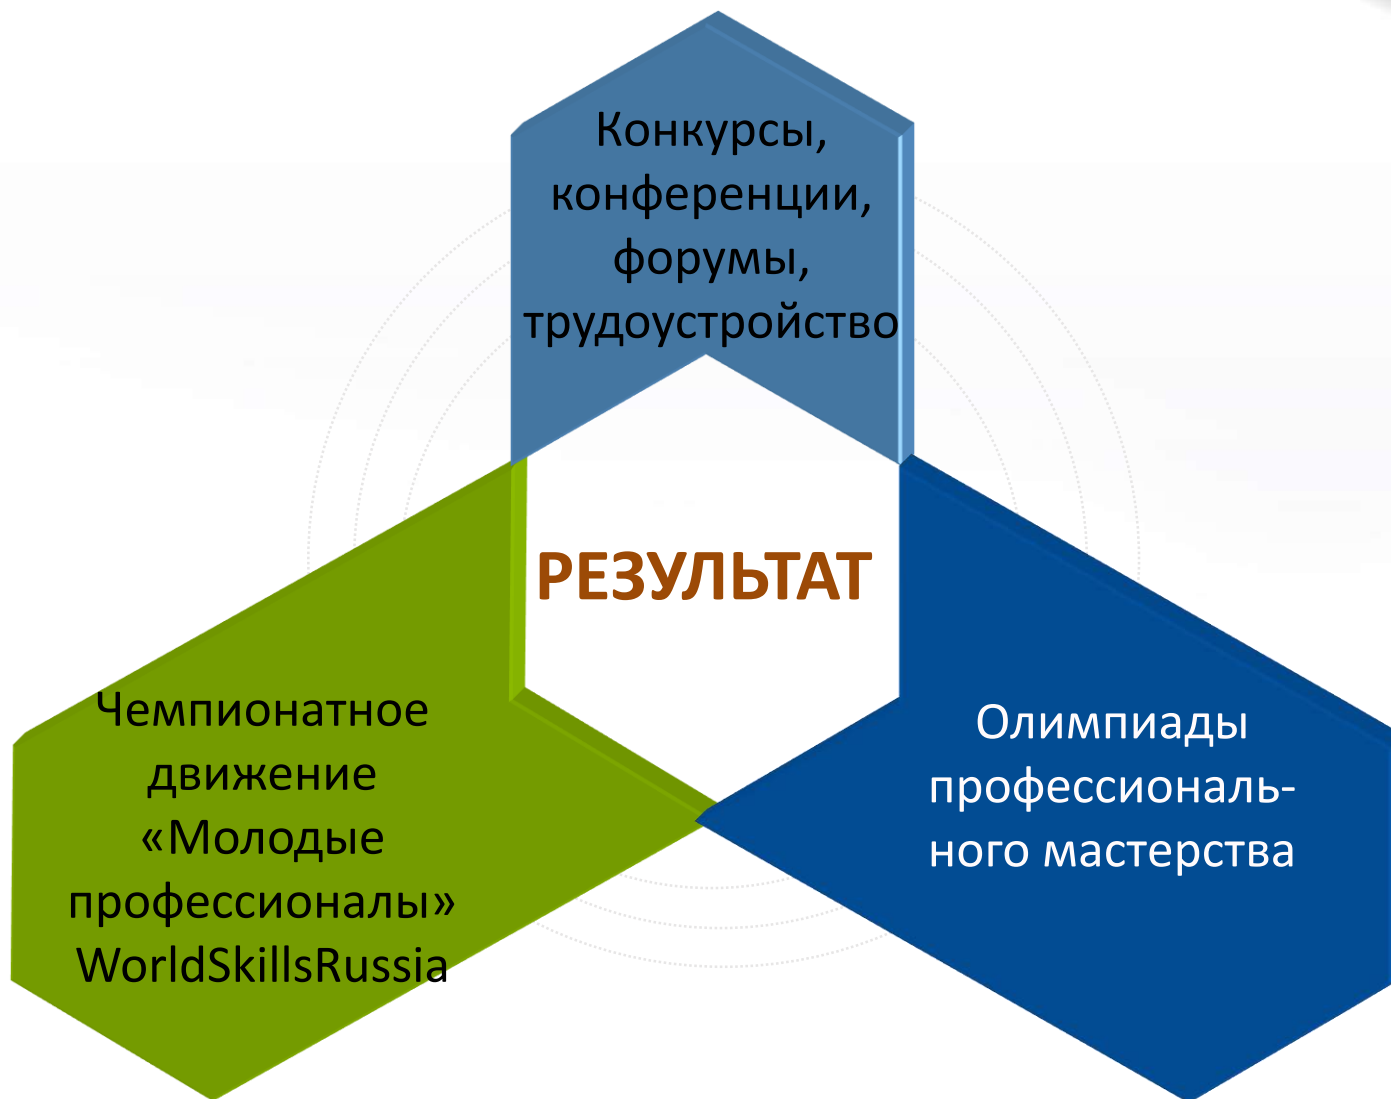 Конкурсы,
конференции,
форумы,
трудоустройство
РЕЗУЛЬТАТ
Чемпионатное
движение
«Молодые
профессионалы»
WorldSkillsRussia
Олимпиады
профессиональ-
ного мастерства